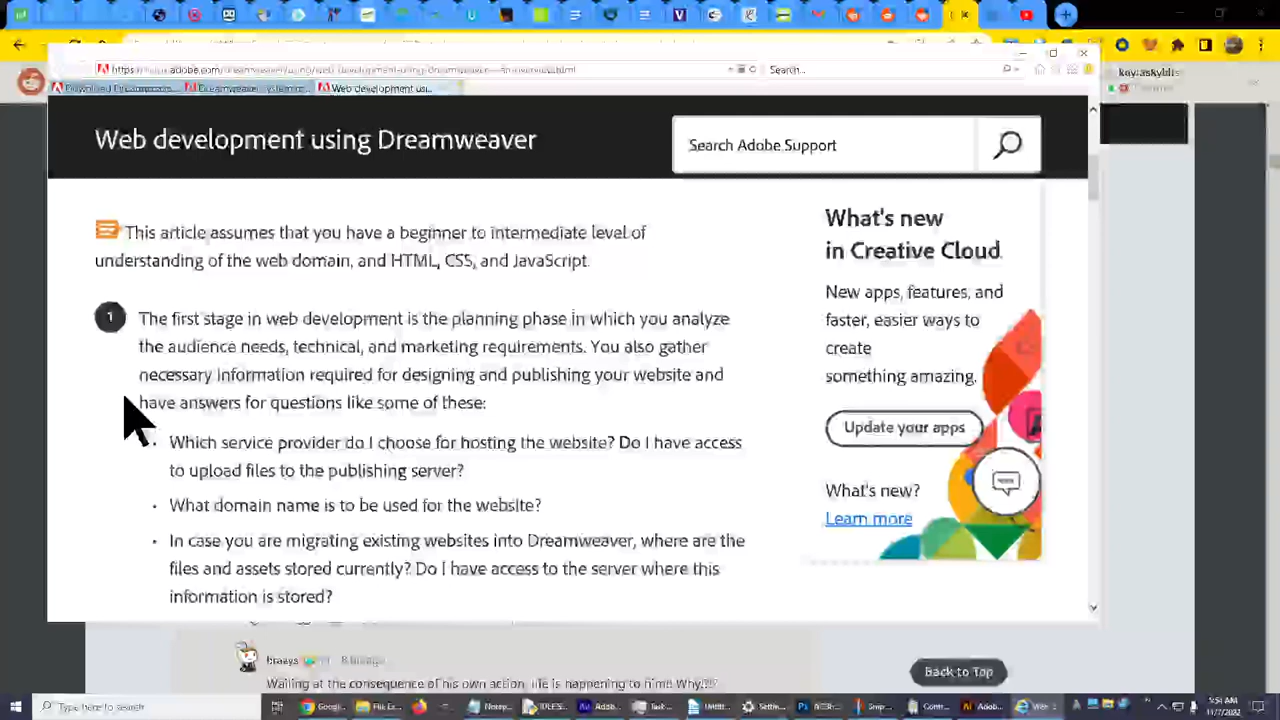 Search...
Web development usin...
Web development using Dreamweaver
Search Adobe Support
This article assumes that you have a beginner to intermediate level of
understanding of the web domain, and HTML, CSS, and JavaScript.
1
The first stage in web development is the planning phase in which you analyze
the audience needs, technical, and marketing requirements. You also gather
necessary information required for designing and publishing your website and
have answers for questions like some of these:
· Which service provider do I choose for hosting the website? Do I have access
to upload files to the publishing server?
· What domain name is to be used for the website?
· In case you are migrating existing websites into Dreamweaver, where are the
files and assets stored currently? Do I have access to the server where this
information is stored?
What's new
in Creative Cloud
New apps, features, and
faster, easier ways to
create
something amazing.
Update your apps
What's new?
Learn more
Back to Top
Type here to search
Google
11/7/2022